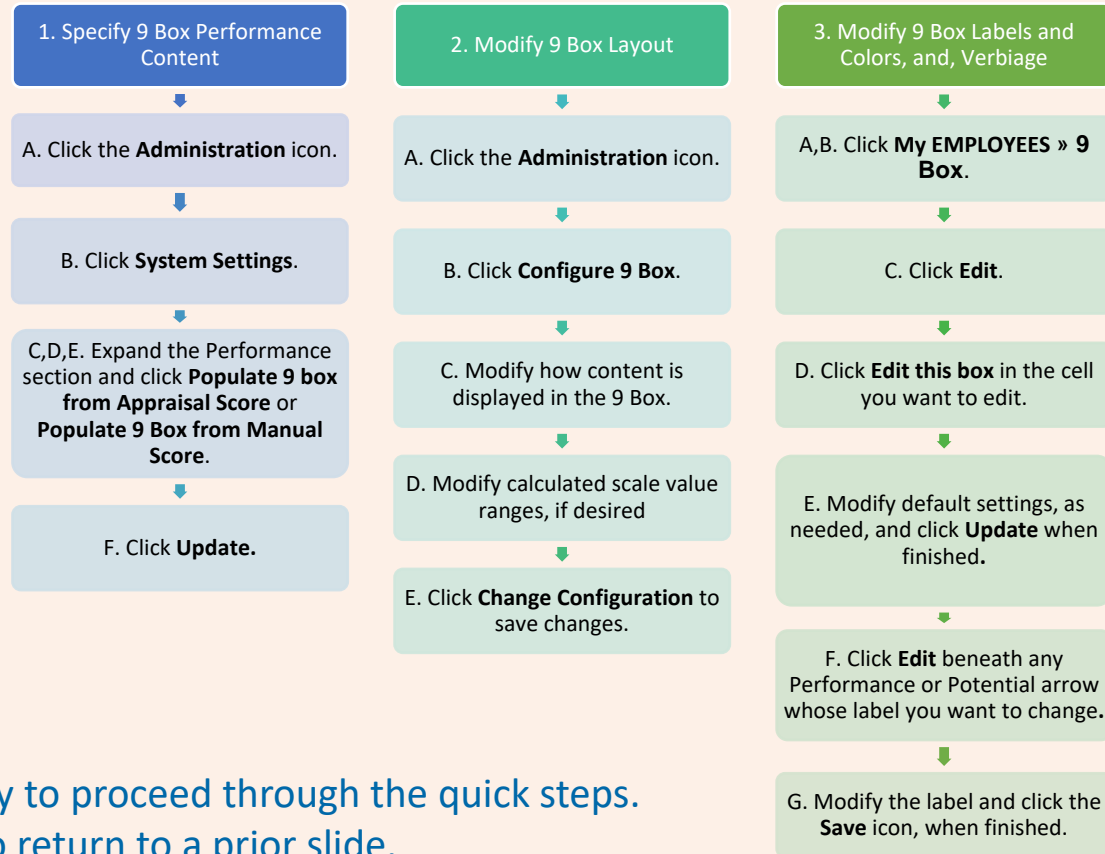 1. Specify 9 Box Performance
Content
A. Click the Administration icon.
B. Click System Settings.
C,D,E. Expand the Performance
section and click Populate 9 box
from Appraisal Score or
Populate 9 Box from Manual
Score.
F. Click Update.
2. Modify 9 Box Layout
A. Click the Administration icon.
B. Click Configure 9 Box.
C. Modify how content is
displayed in the 9 Box.
D. Modify calculated scale value
ranges, if desired
E. Click Change Configuration to
save changes.
3. Modify 9 Box Labels and
Colors, and, Verbiage
A,B. Click My EMPLOYEES » 9
Box.
C. Click Edit.
D. Click Edit this box in the cell
you want to edit.
E. Modify default settings, as
needed, and click Update when
finished.
F. Click Edit beneath any
Performance or Potential arrow
whose label you want to change.
G. Modify the label and click the
Save icon, when finished.
to proceed through the quick steps.
return to a prior slide.